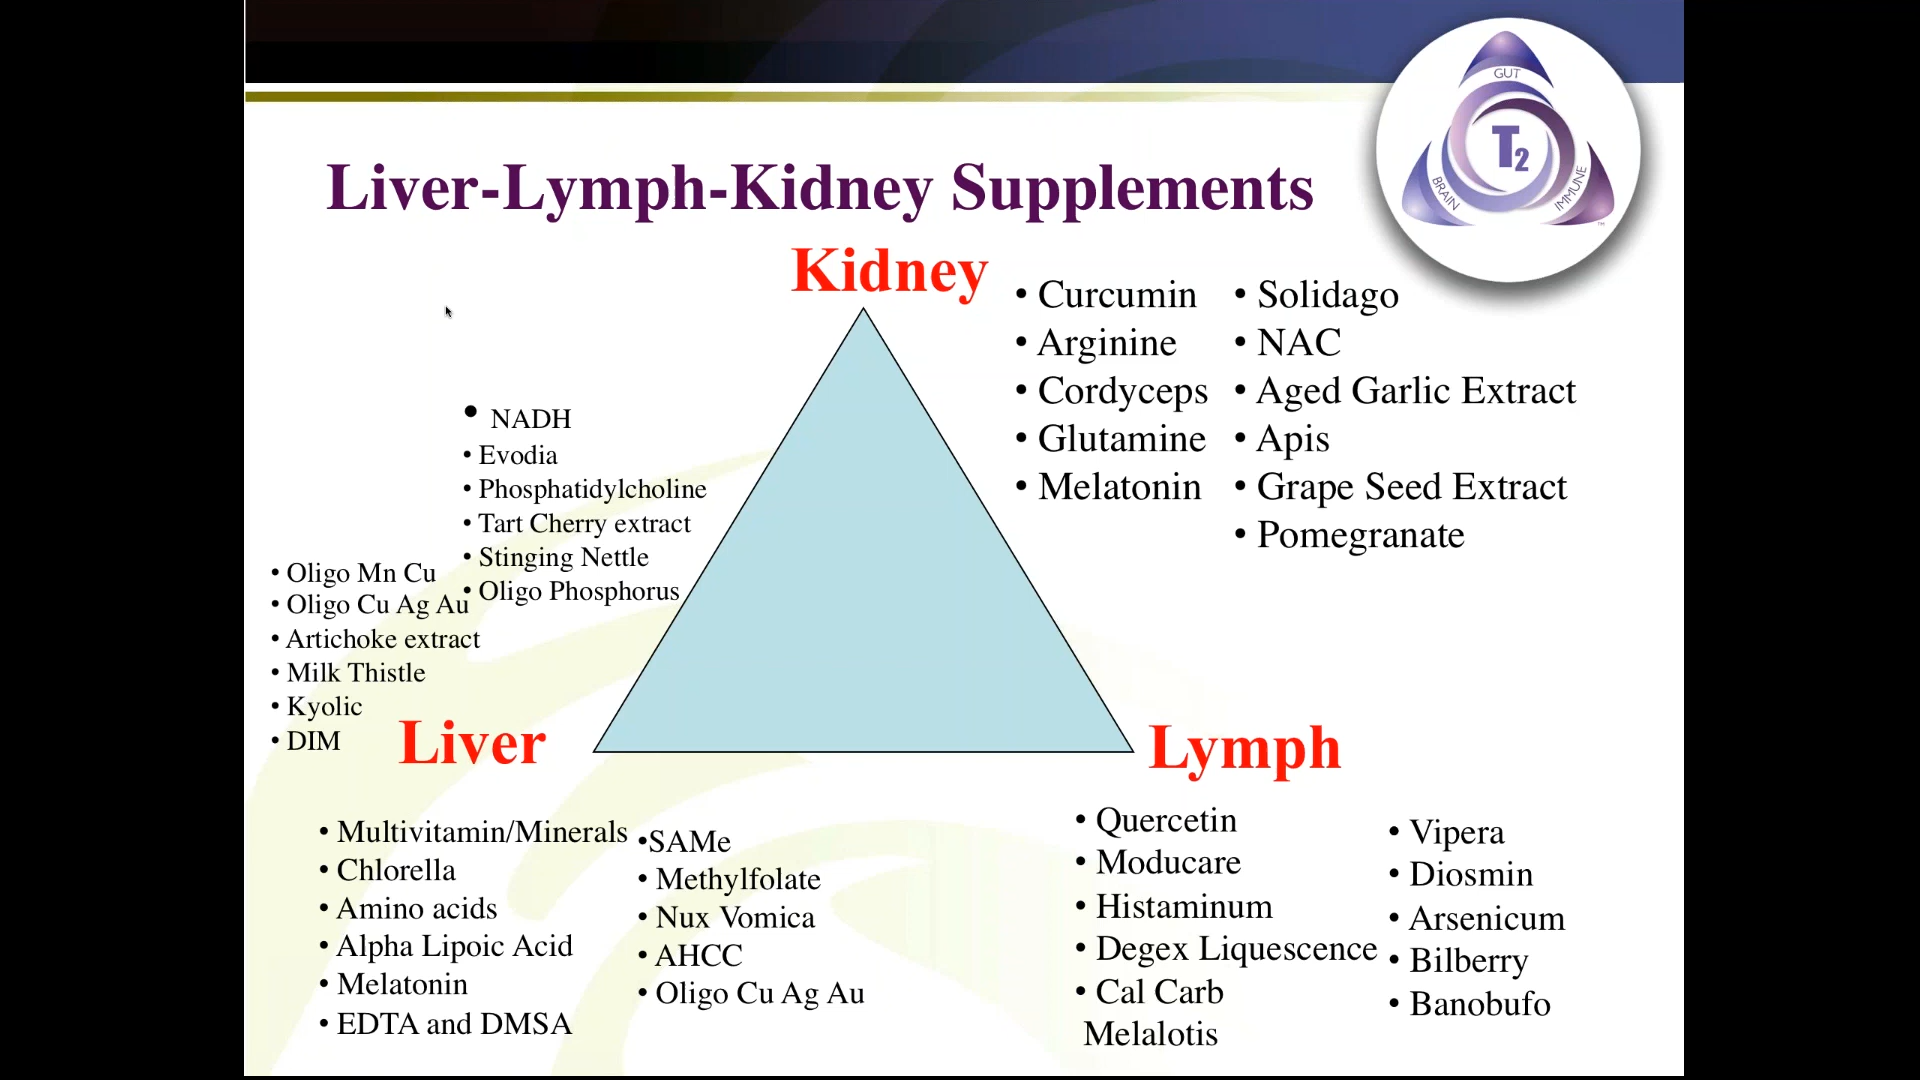 GUT
T2
BRAIN
IMMUNE
TM
Liver-Lymph-Kidney Supplements
Kidney
• Curcumin
• Arginine
• Cordyceps
• Glutamine
• Melatonin
• Solidago
• NAC
• Aged Garlic Extract
• Apis
• Grape Seed Extract
• Pomegranate
• NADH
• Evodia
• Phosphatidylcholine
• Tart Cherry extract
• Stinging Nettle
• Oligo Phosphorus
• Oligo Mn Cu
• Oligo Cu Ag Au
• Artichoke extract
• Milk Thistle
• Kyolic
• DIM
Liver
• Multivitamin/Minerals
• Chlorella
• Amino acids
• Alpha Lipoic Acid
• Melatonin
• EDTA and DMSA
•SAMe
• Methylfolate
• Nux Vomica
• AHCC
• Oligo Cu Ag Au
Lymph
• Quercetin
• Moducare
• Histaminum
• Degex Liquescence
• Cal Carb
Melalotis
• Vipera
• Diosmin
• Arsenicum
• Bilberry
• Banobufo